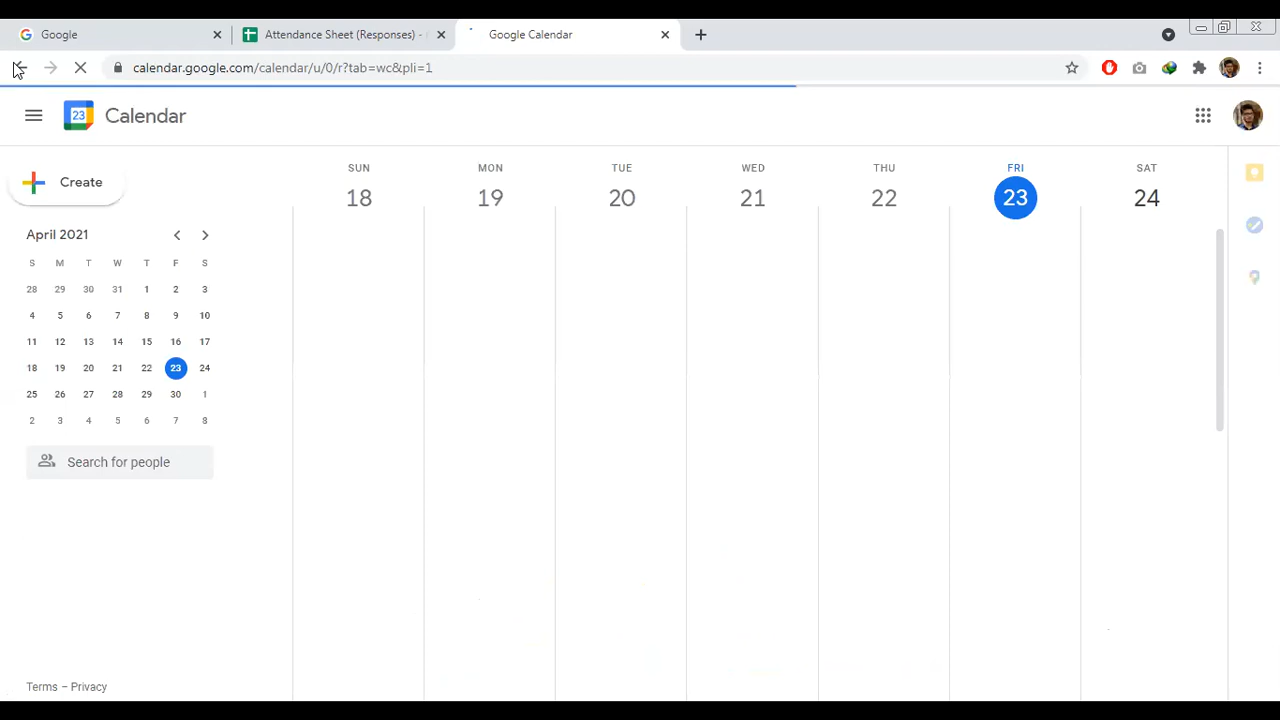 Google
Attendance Sheet (Responses) -
Google Calendar
calendar.google.com/calendar/u/0/r?tab=wc&pli=1
23
Calendar
Create
SUN MON TUE WED THU FRI SAT
18 19 20 21 22 23 24
April 2021
S M T W T F S
28 29 30 31 1 2 3
4 5 6 7 8 9 10
11 12 13 14 15 16 17
18 19 20 21 22 23 24
25 26 27 28 29 30 1
2 3 4 5 6 7 8
Search for people
Terms – Privacy